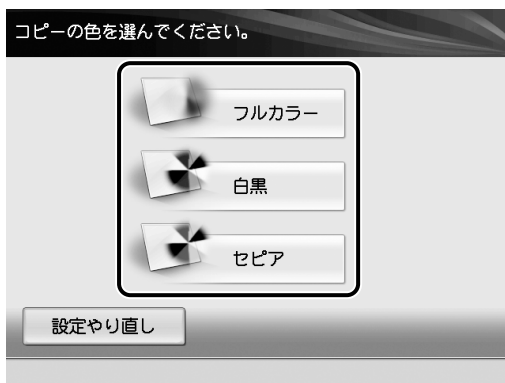 コピーの色を選んでください。
フルカラー
白黒
セピア
設定やり直し